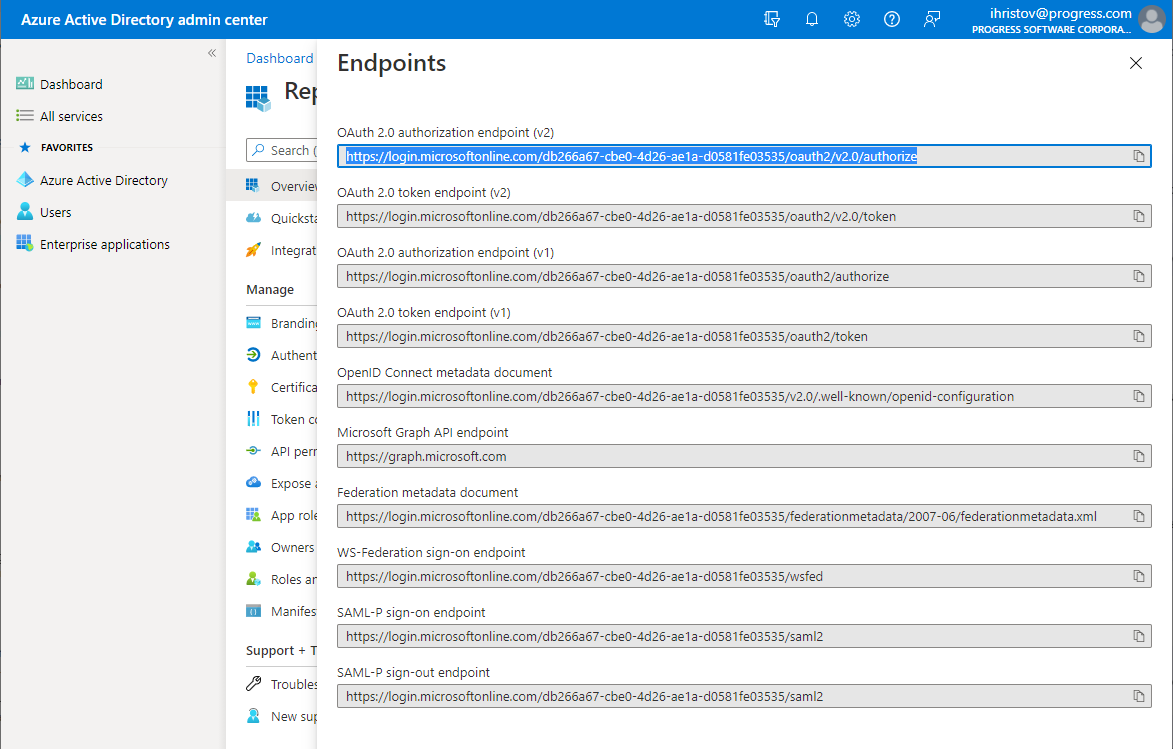 Azure Active Directory admin center
ihristov@progress.com
PROGRESS SOFTWARE CORPORA...
«
Dashboard
All services
FAVORITES
Azure Active Directory
Users
Enterprise applications
Dashboard
Rep
Search (
Overview
Quicksta
Integrat
Manage
Branding
Authent
Certifica
Token co
API perr
Expose a
App role
Owners
Roles an
Manifes
Support + T
Troubles
New sup
Endpoints
OAuth 2.0 authorization endpoint (v2)
https://login.microsoftonline.com/db266a67-cbe0-4d26-ae1a-d0581fe03535/oauth2/v2.0/authorize
OAuth 2.0 token endpoint (v2)
https://login.microsoftonline.com/db266a67-cbe0-4d26-ae1a-d0581fe03535/oauth2/v2.0/token
OAuth 2.0 authorization endpoint (v1)
https://login.microsoftonline.com/db266a67-cbe0-4d26-ae1a-d0581fe03535/oauth2/authorize
OAuth 2.0 token endpoint (v1)
https://login.microsoftonline.com/db266a67-cbe0-4d26-ae1a-d0581fe03535/oauth2/token
OpenID Connect metadata document
https://login.microsoftonline.com/db266a67-cbe0-4d26-ae1a-d0581fe03535/v2.0/.well-known/openid-configuration
Microsoft Graph API endpoint
https://graph.microsoft.com
Federation metadata document
https://login.microsoftonline.com/db266a67-cbe0-4d26-ae1a-d0581fe03535/federationmetadata/2007-06/federationmetadata.xml
WS-Federation sign-on endpoint
https://login.microsoftonline.com/db266a67-cbe0-4d26-ae1a-d0581fe03535/wsfed
SAML-P sign-on endpoint
https://login.microsoftonline.com/db266a67-cbe0-4d26-ae1a-d0581fe03535/saml2
SAML-P sign-out endpoint
https://login.microsoftonline.com/db266a67-cbe0-4d26-ae1a-d0581fe03535/saml2